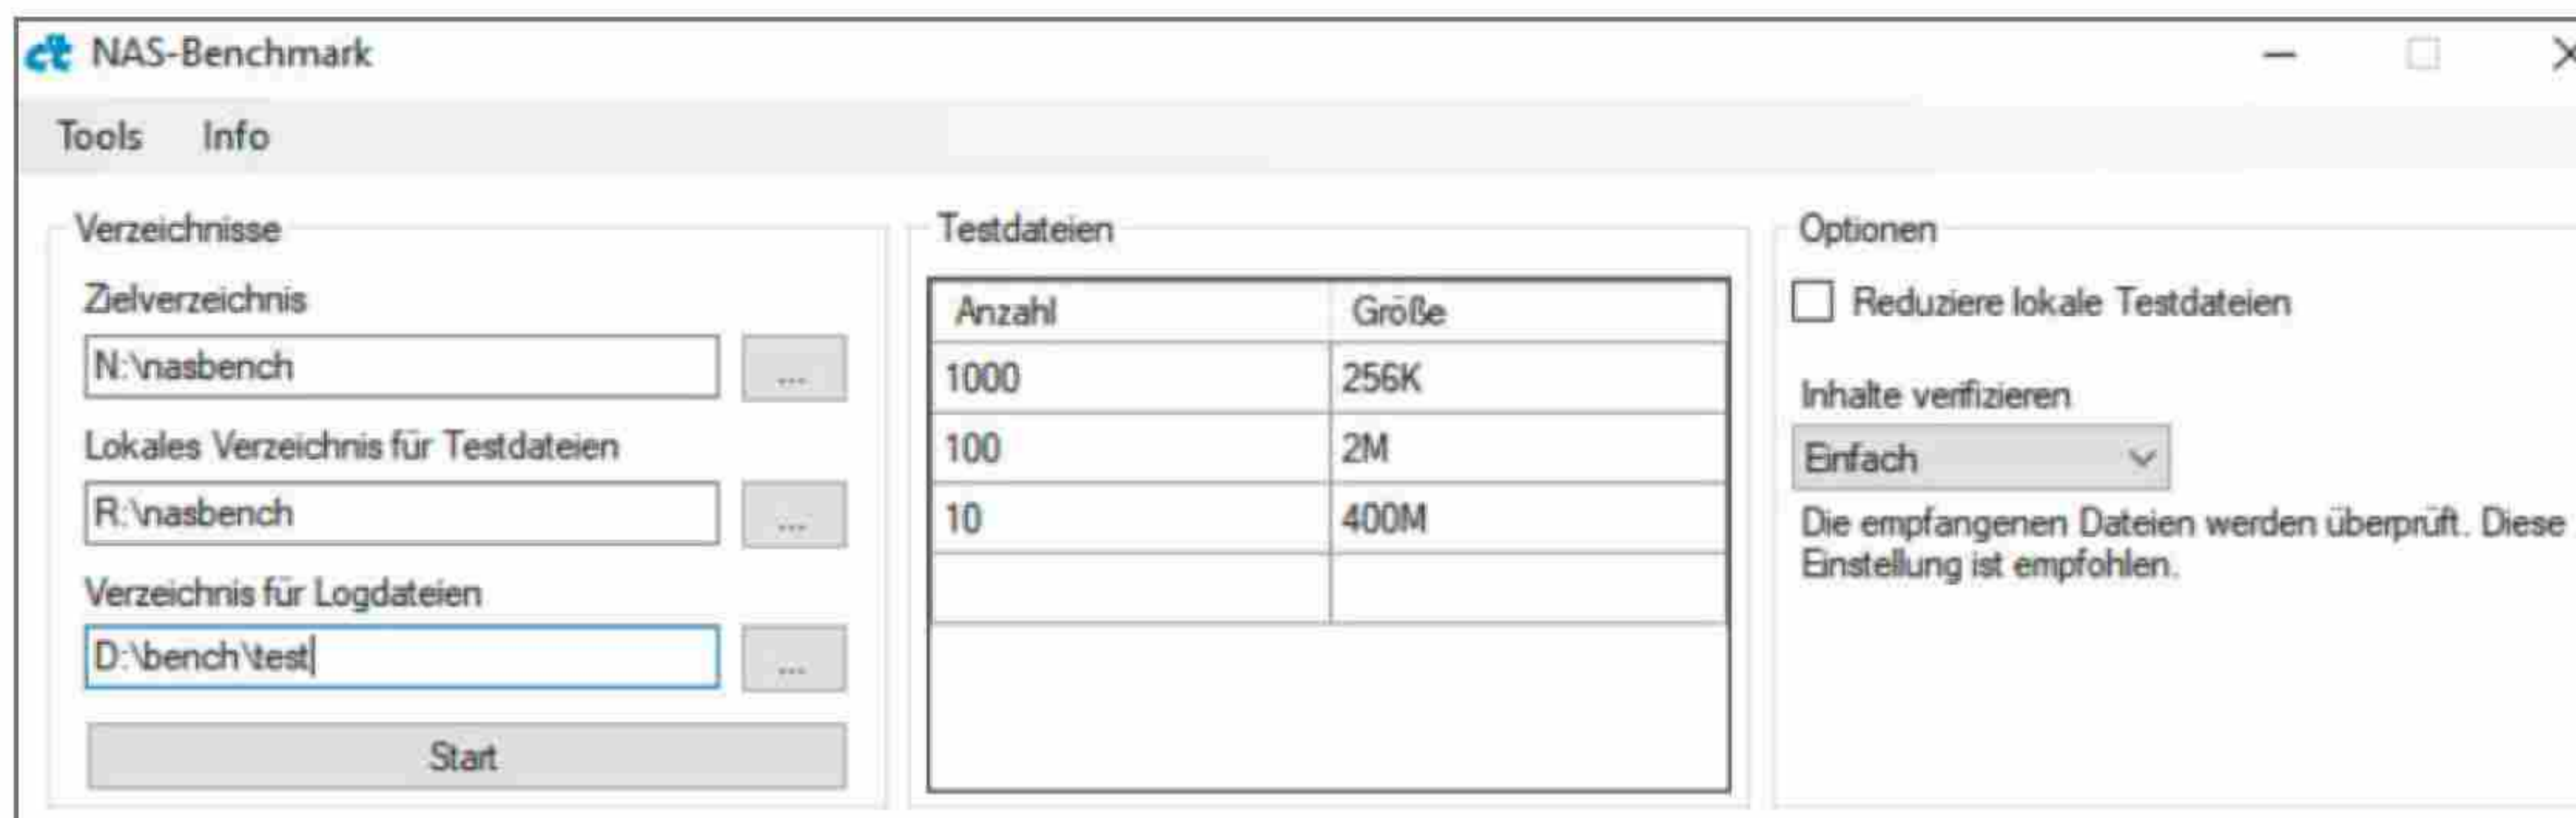 c't NAS-Benchmark
Tools Info
Verzeichnisse
Zielverzeichnis
N:\nasbench
...
Lokales Verzeichnis für Testdateien
R:\nasbench
...
Verzeichnis für Logdateien
D:\bench\test
...
Start
Testdateien
Anzahl Größe
1000 256K
100 2M
10 400M
Optionen
Reduziere lokale Testdateien
Inhalte verifizieren
Einfach
Die empfangenen Dateien werden überprüft. Diese
Einstellung ist empfohlen.